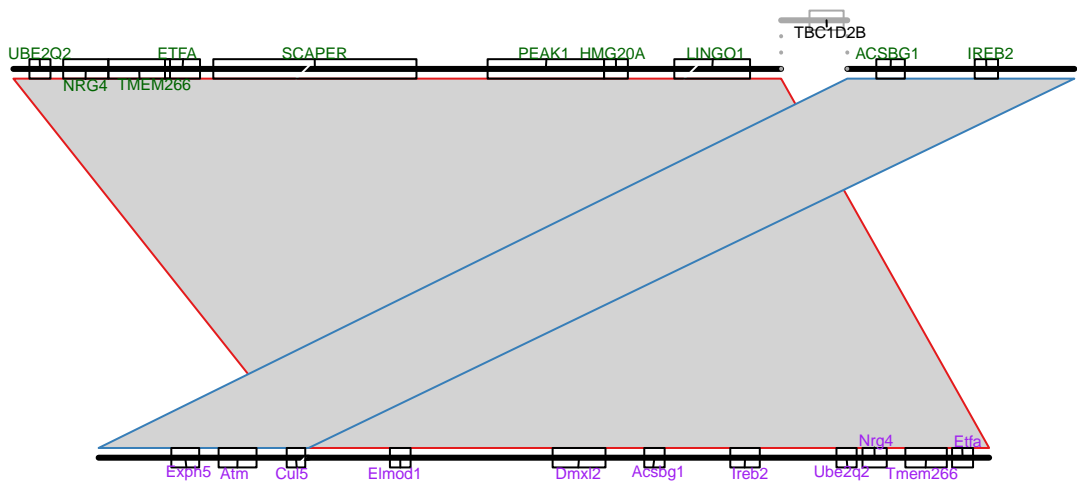 TBC1D2B
UBE2Q2 ETFA SCAPER PEAK1 HMG20A LINGO1 ACSBG1 IREB2
NRG4 TMEM266
Nrg4 Etfa
Exph5 Atm Cul5 Elmod1 Dmxl2 Acsbg1 Ireb2 Ube2q2 Tmem266